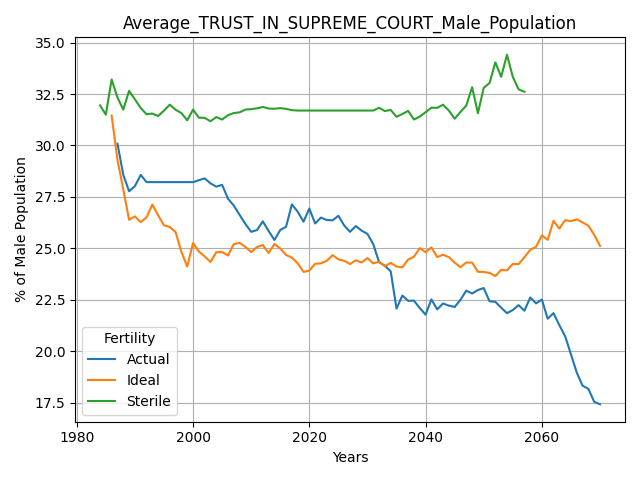 Average_TRUST_IN_SUPREME_COURT_Male_Population
% of Male Population
35.0
32.5
30.0
27.5
25.0
22.5
20.0
17.5
Fertility
Actual
Ideal
Sterile
1980
2000
2020
2040
2060
Years